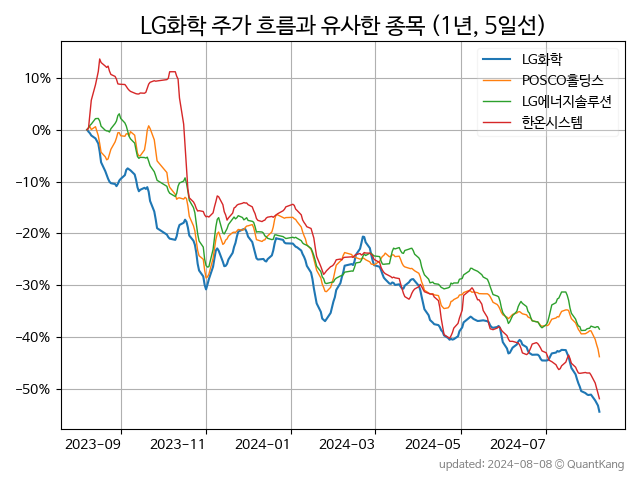 LG화학 주가 흐름과 유사한 종목 (1년, 5일선)
LG화학
POSCO홀딩스
LG에너지솔루션
한온시스템
10%
0%
−10%
−20%
−30%
−40%
−50%
2023-09 2023-11 2024-01 2024-03 2024-05 2024-07
updated: 2024-08-08 © QuantKang